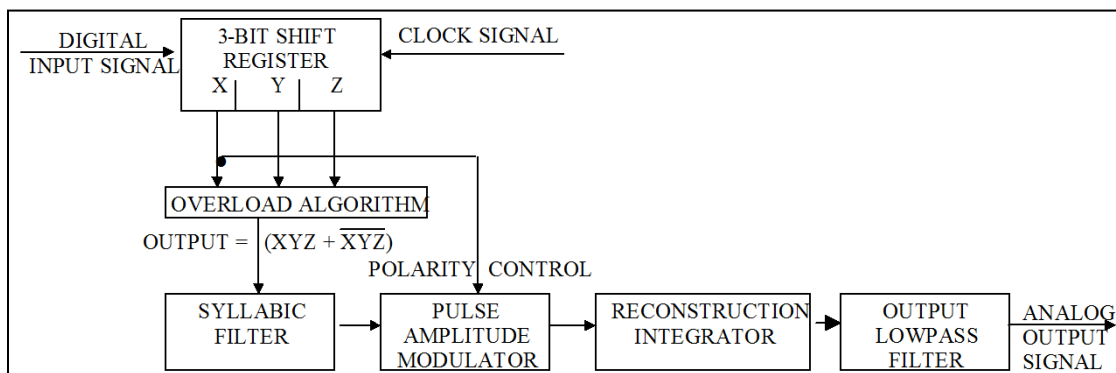 DIGITAL
INPUT SIGNAL
3-BIT SHIFT
REGISTER
X Y Z
CLOCK SIGNAL
OVERLOAD ALGORITHM
OUTPUT = (XYZ + X̅Y̅Z̅)
POLARITY CONTROL
SYLLABIC
FILTER
PULSE
AMPLITUDE
MODULATOR
RECONSTRUCTION
INTEGRATOR
OUTPUT
LOWPASS
FILTER
ANALOG
OUTPUT
SIGNAL